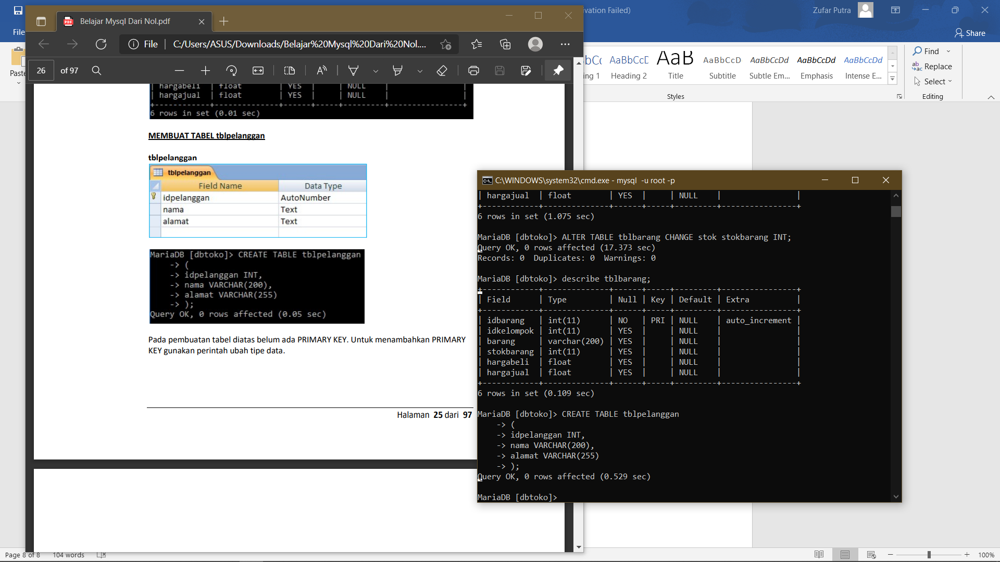 ivation Failed)
Zufar Putra
File
Share
Belajar Mysql Dari Nol.pdf
File
C:/Users/ASUS/Downloads/Belajar%20Mysql%20Dari%20Nol....
26 of 97
Paste
ing 1
AaBbCcD
Heading 2
AaB
Title
AaBbCcD
Subtitle
AaBbCcDd
Subtle Em...
AaBbCcDd
Emphasis
AaBbCcDd
Intense E...
Styles
Find
Replace
Select
Editing
| hargabeli | float | YES | | NULL | |
| hargajual | float | YES | | NULL | |
+------------+--------------+------+-----+---------+----------------+
6 rows in set (0.01 sec)
MEMBUAT TABEL tblpelanggan
tblpelanggan
tblpelanggan
Field Name Data Type
idpelanggan AutoNumber
nama Text
alamat Text
MariaDB [dbtoko]> CREATE TABLE tblpelanggan
-> (
-> idpelanggan INT,
-> nama VARCHAR(200),
-> alamat VARCHAR(255)
-> );
Query OK, 0 rows affected (0.05 sec)
Pada pembuatan tabel diatas belum ada PRIMARY KEY. Untuk menambahkan PRIMARY
KEY gunakan perintah ubah tipe data.
Halaman 25 dari 97
C:\WINDOWS\system32\cmd.exe - mysql -u root -p
| hargajual | float | YES | | NULL | |
+------------+--------------+------+-----+---------+----------------+
6 rows in set (1.075 sec)
MariaDB [dbtoko]> ALTER TABLE tblbarang CHANGE stok stokbarang INT;
Query OK, 0 rows affected (17.373 sec)
Records: 0 Duplicates: 0 Warnings: 0
MariaDB [dbtoko]> describe tblbarang;
+------------+--------------+------+-----+---------+----------------+
| Field | Type | Null | Key | Default | Extra |
+------------+--------------+------+-----+---------+----------------+
| idbarang | int(11) | NO | PRI | NULL | auto_increment |
| idkelompok | int(11) | YES | | NULL | |
| barang | varchar(200) | YES | | NULL | |
| stokbarang | int(11) | YES | | NULL | |
| hargabeli | float | YES | | NULL | |
| hargajual | float | YES | | NULL | |
+------------+--------------+------+-----+---------+----------------+
6 rows in set (0.109 sec)
MariaDB [dbtoko]> CREATE TABLE tblpelanggan
-> (
-> idpelanggan INT,
-> nama VARCHAR(200),
-> alamat VARCHAR(255)
-> );
Query OK, 0 rows affected (0.529 sec)
MariaDB [dbtoko]>
Page 8 of 8 104 words
100%